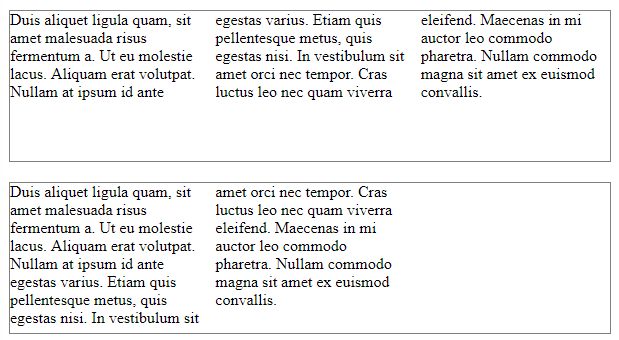 Duis aliquet ligula quam, sit
amet malesuada risus
fermentum a. Ut eu molestie
lacus. Aliquam erat volutpat.
Nullam at ipsum id ante
egestas varius. Etiam quis
pellentesque metus, quis
egestas nisi. In vestibulum sit
amet orci nec tempor. Cras
luctus leo nec quam viverra
eleifend. Maecenas in mi
auctor leo commodo
pharetra. Nullam commodo
magna sit amet ex euismod
convallis.
Duis aliquet ligula quam, sit
amet malesuada risus
fermentum a. Ut eu molestie
lacus. Aliquam erat volutpat.
Nullam at ipsum id ante
egestas varius. Etiam quis
pellentesque metus, quis
egestas nisi. In vestibulum sit
amet orci nec tempor. Cras
luctus leo nec quam viverra
eleifend. Maecenas in mi
auctor leo commodo
pharetra. Nullam commodo
magna sit amet ex euismod
convallis.